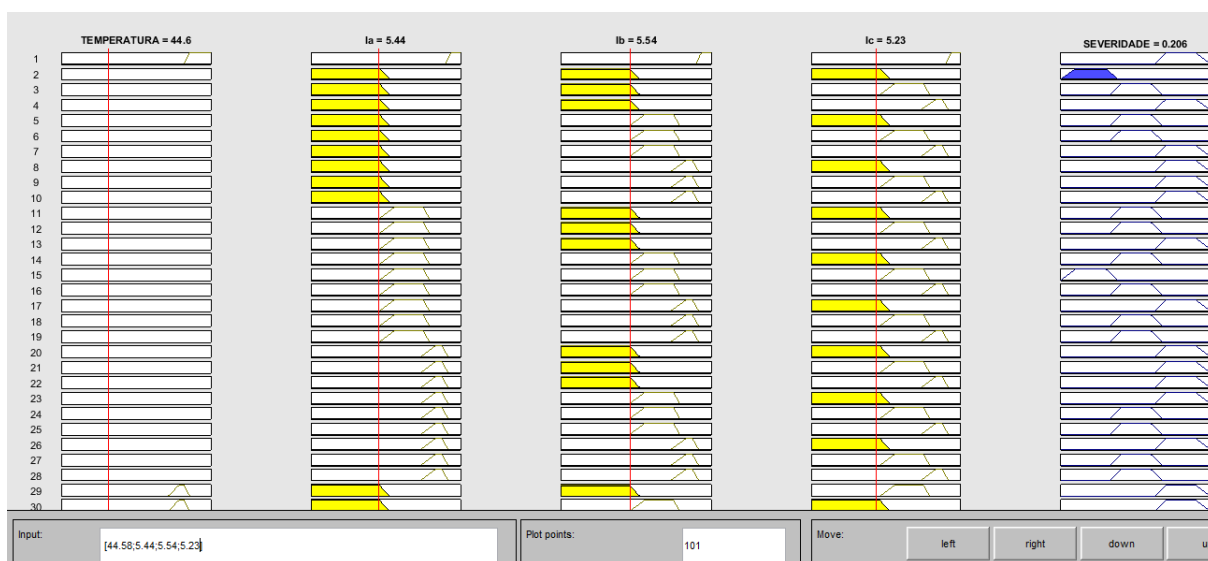 TEMPERATURA = 44.6
Ia = 5.44
Ib = 5.54
Ic = 5.23
SEVERIDADE = 0.206
1
2
3
4
5
6
7
8
9
10
11
12
13
14
15
16
17
18
19
20
21
22
23
24
25
26
27
28
29
30
Input:
[44.58;5.44;5.54;5.23]
Plot points:
101
Move:
left
right
down
u